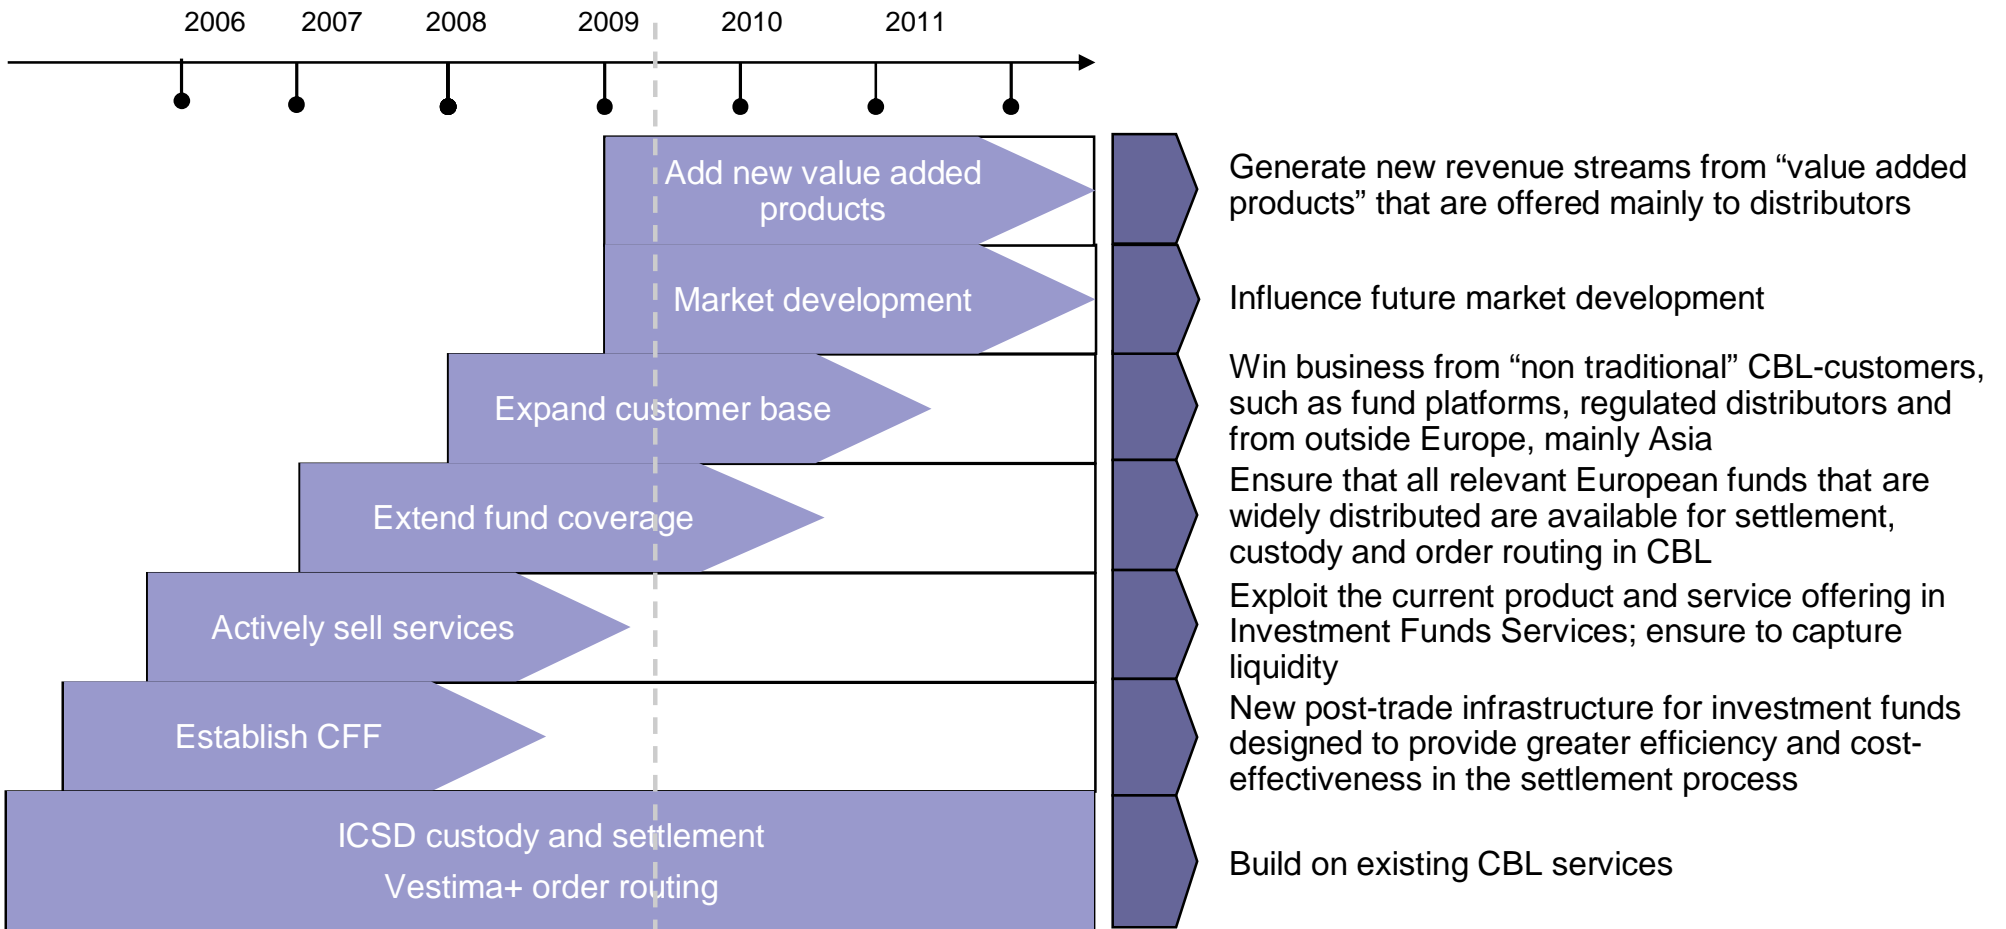 2006 2007 2008 2009 2010 2011
Add new value added
products
Generate new revenue streams from “value added
products” that are offered mainly to distributors
Market development
Influence future market development
Expand customer base
Win business from “non traditional” CBL-customers,
such as fund platforms, regulated distributors and
from outside Europe, mainly Asia
Extend fund coverage
Ensure that all relevant European funds that are
widely distributed are available for settlement,
custody and order routing in CBL
Actively sell services
Exploit the current product and service offering in
Investment Funds Services; ensure to capture
liquidity
Establish CFF
New post-trade infrastructure for investment funds
designed to provide greater efficiency and cost-
effectiveness in the settlement process
ICSD custody and settlement
Vestima+ order routing
Build on existing CBL services